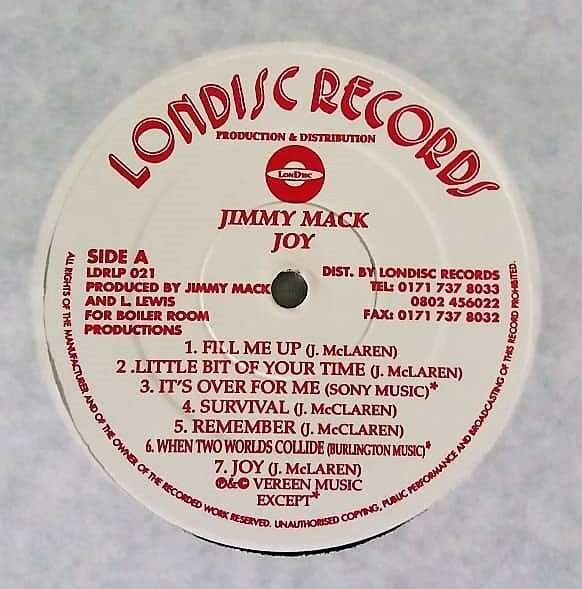 LONDISC RECORDS
PRODUCTION & DISTRIBUTION
LONDISC
JIMMY MACK
JOY
SIDE A
LDRLP 021
PRODUCED BY JIMMY MACK
AND L. LEWIS
FOR BOILER ROOM
PRODUCTIONS
DIST. BY LONDISC RECORDS
TEL: 0171 737 8033
0802 456022
FAX: 0171 737 8032
1. FILL ME UP (J. McLAREN)
2 .LITTLE BIT OF YOUR TIME (J. McLAREN)
3. IT'S OVER FOR ME (SONY MUSIC)*
4. SURVIVAL (J. McCLAREN)
5. REMEMBER (J. McCLAREN)
6. WHEN TWO WORLDS COLLIDE (BURLINGTON MUSIC)*
7. JOY (J. McLAREN)
℗&© VEREEN MUSIC
EXCEPT*
ALL RIGHTS OF THE MANUFACTURER AND OF THE OWNER OF THE RECORDED WORK RESERVED. UNAUTHORISED COPYING, PUBLIC PERFORMANCE AND BROADCASTING OF THIS RECORD PROHIBITED.